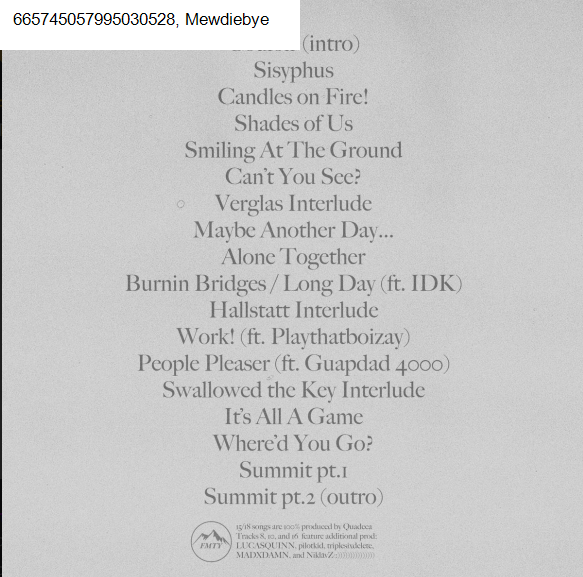 665745057995030528, Mewdiebye
(intro)
Sisyphus
Candles on Fire!
Shades of Us
Smiling At The Ground
Can't You See?
Verglas Interlude
Maybe Another Day...
Alone Together
Burnin Bridges / Long Day (ft. IDK)
Hallstatt Interlude
Work! (ft. Playthatboizay)
People Pleaser (ft. Guapdad 4000)
Swallowed the Key Interlude
It's All A Game
Where'd You Go?
Summit pt.1
Summit pt.2 (outro)
FMTY
15/18 songs are 100% produced by Quadeca
Tracks 8, 10, and 16 feature additional prod:
LUCASQUINN, pilotkid, triplesixdelete,
MADXDAMN, and NiklavZ